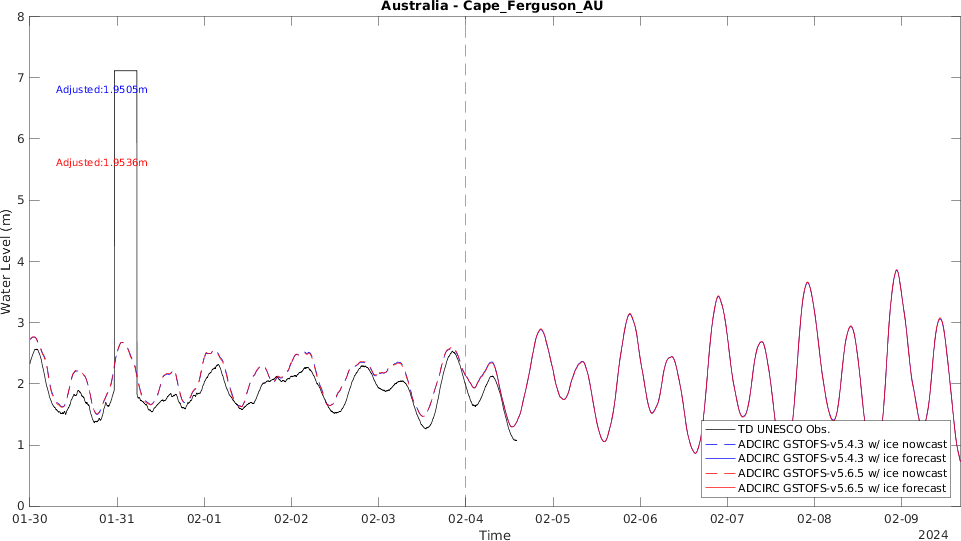 Australia - Cape_Ferguson_AU
8
7
6
5
4
3
2
1
0
Water Level (m)
Adjusted:1.9505m
Adjusted:1.9536m
TD UNESCO Obs.
ADCIRC GSTOFS-v5.4.3 w/ ice nowcast
ADCIRC GSTOFS-v5.4.3 w/ ice forecast
ADCIRC GSTOFS-v5.6.5 w/ ice nowcast
ADCIRC GSTOFS-v5.6.5 w/ ice forecast
01-30 01-31 02-01 02-02 02-03 02-04 02-05 02-06 02-07 02-08 02-09
Time
2024